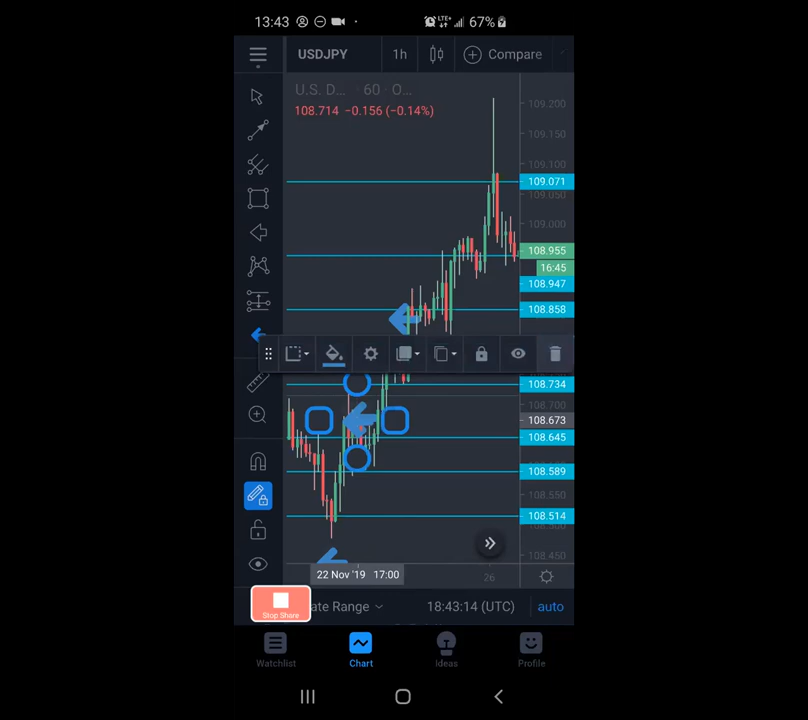 13:43 LTE+ 67%
USDJPY 1h Compare
U.S. D... · 60 · O...
108.714 −0.156 (−0.14%)
109.200
109.150
109.100
109.071
109.050
109.000
108.955
16:45
108.947
108.858
108.734
108.700
108.673
108.645
108.589
108.550
108.514
108.500
108.450
22 Nov '19 17:00
26
Stop Share
ate Range 18:43:14 (UTC) auto
Watchlist Chart Ideas Profile